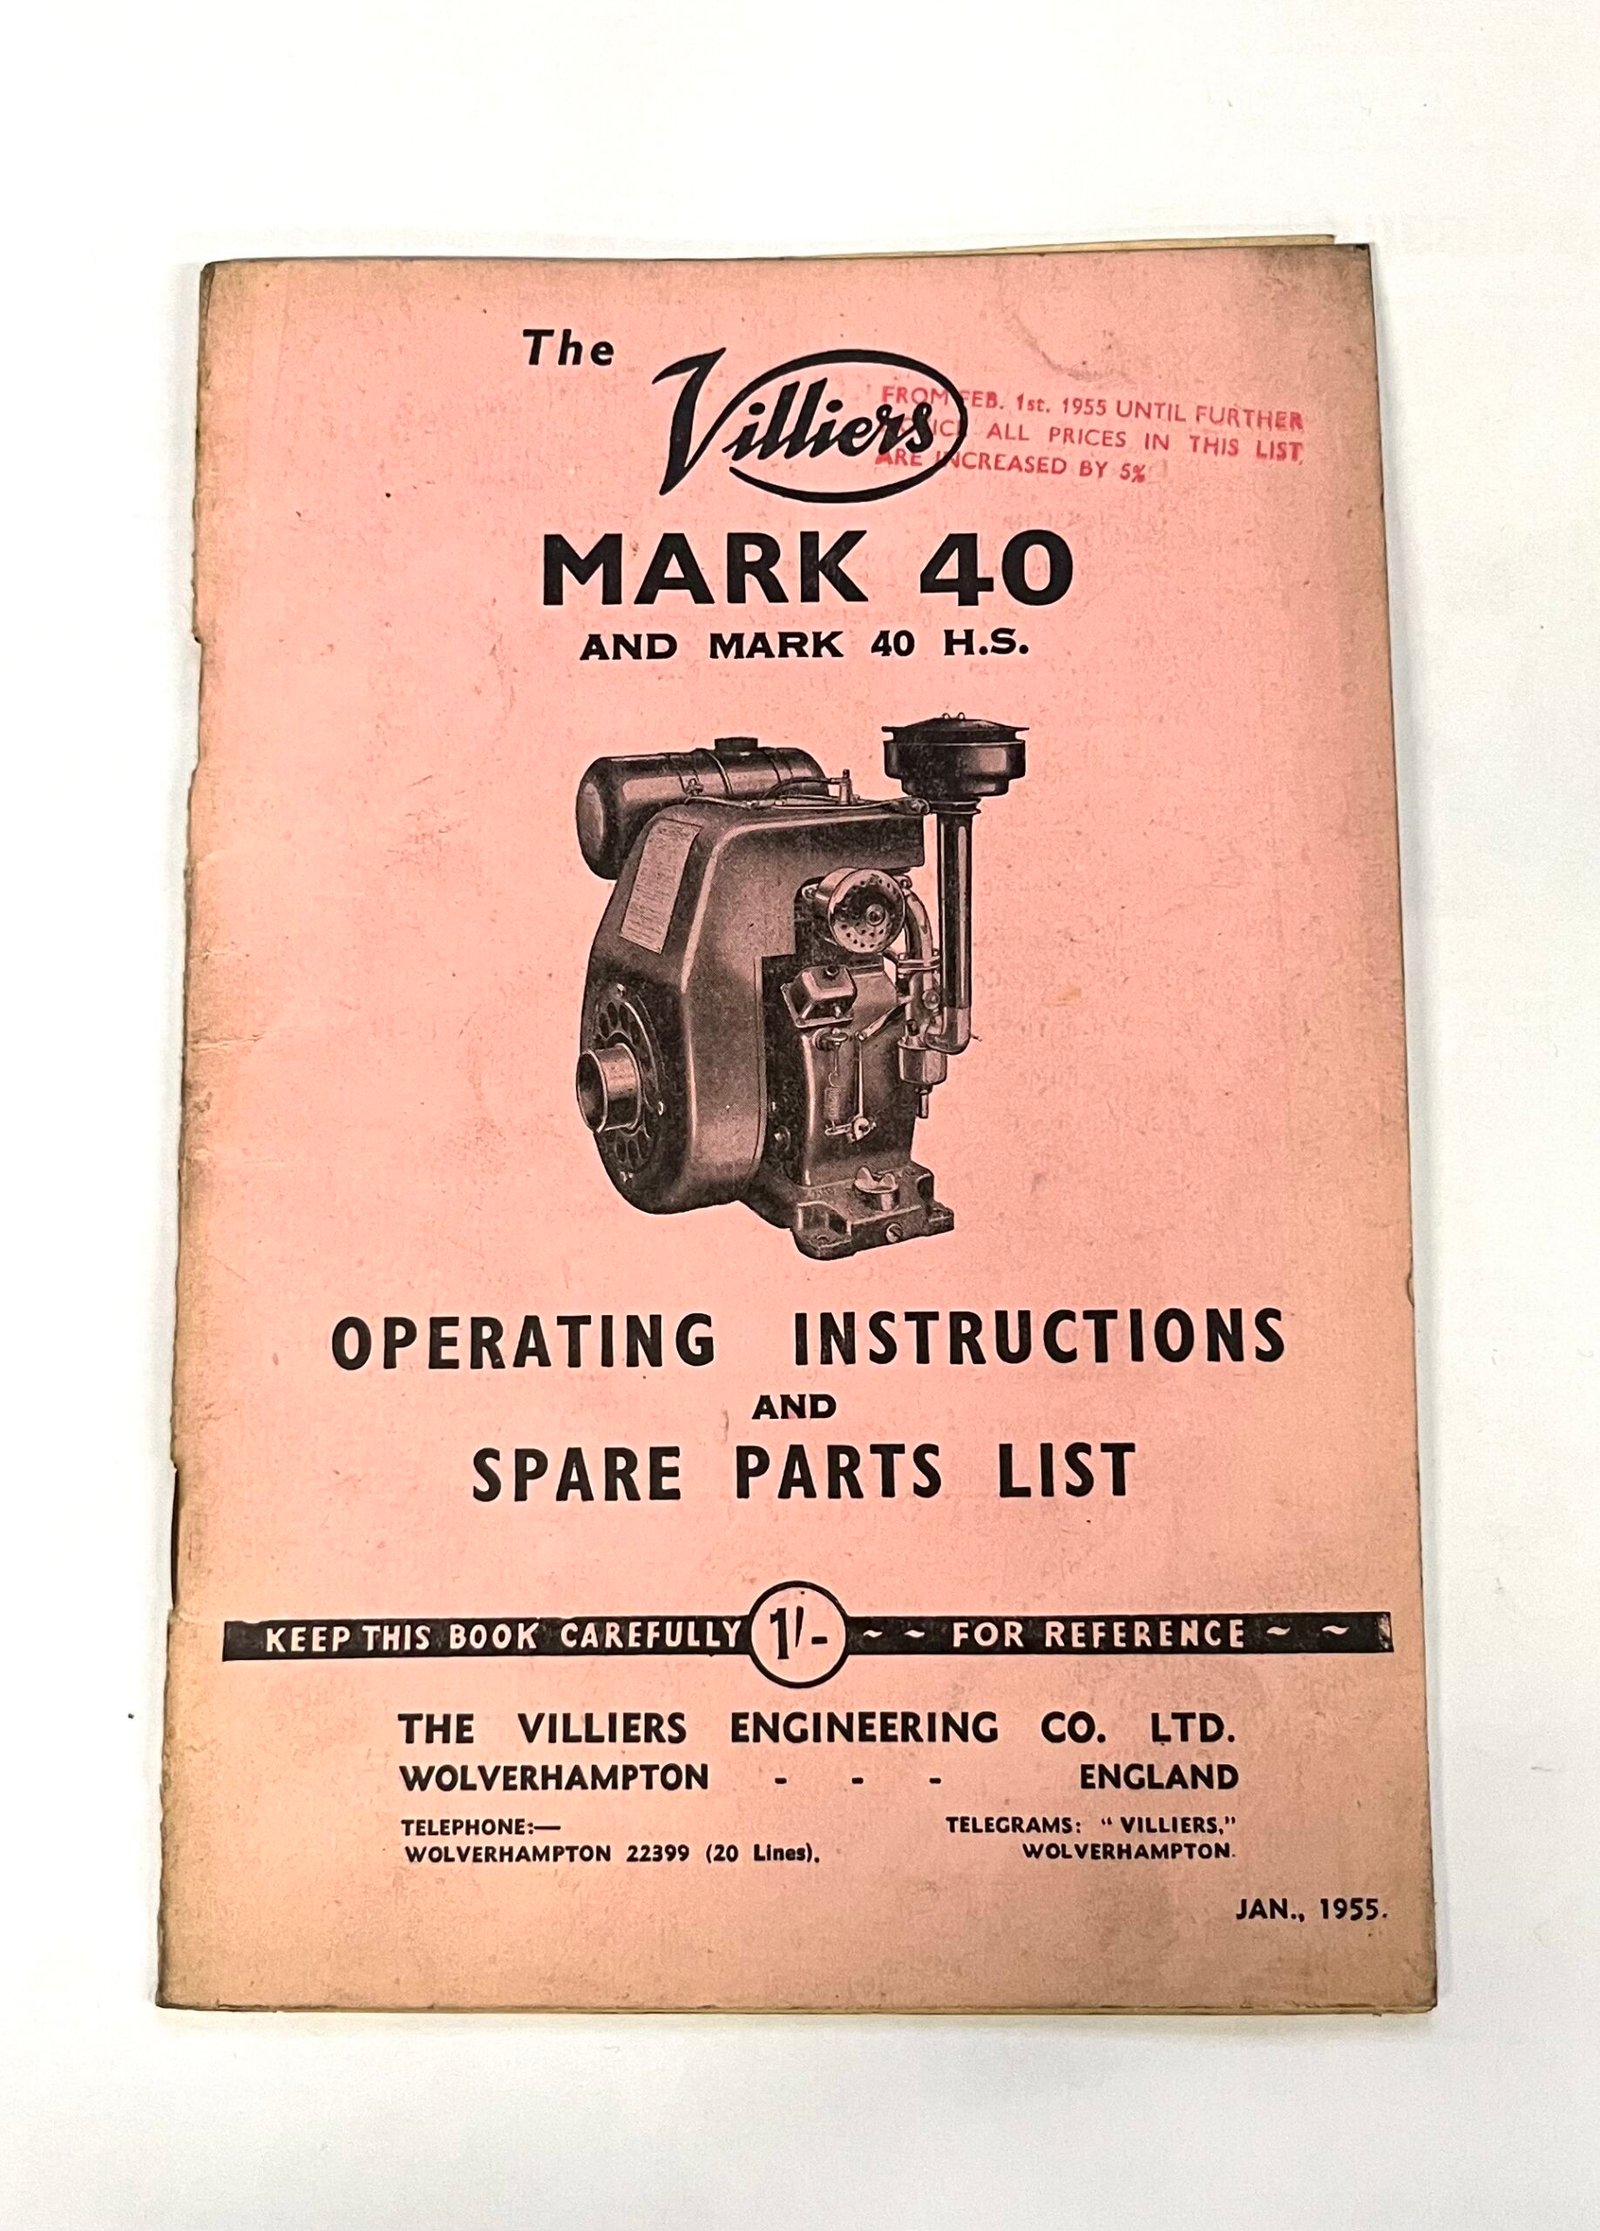 The Villiers
FROM FEB. 1st. 1955 UNTIL FURTHER
ALL PRICES IN THIS LIST,
ARE INCREASED BY 5%
MARK 40
AND MARK 40 H.S.
OPERATING INSTRUCTIONS
AND
SPARE PARTS LIST
KEEP THIS BOOK CAREFULLY 1/- ~ ~ FOR REFERENCE ~ ~
THE VILLIERS ENGINEERING CO. LTD.
WOLVERHAMPTON - - - ENGLAND
TELEPHONE:—
WOLVERHAMPTON 22399 (20 Lines).
TELEGRAMS: “VILLIERS,”
WOLVERHAMPTON.
JAN., 1955.